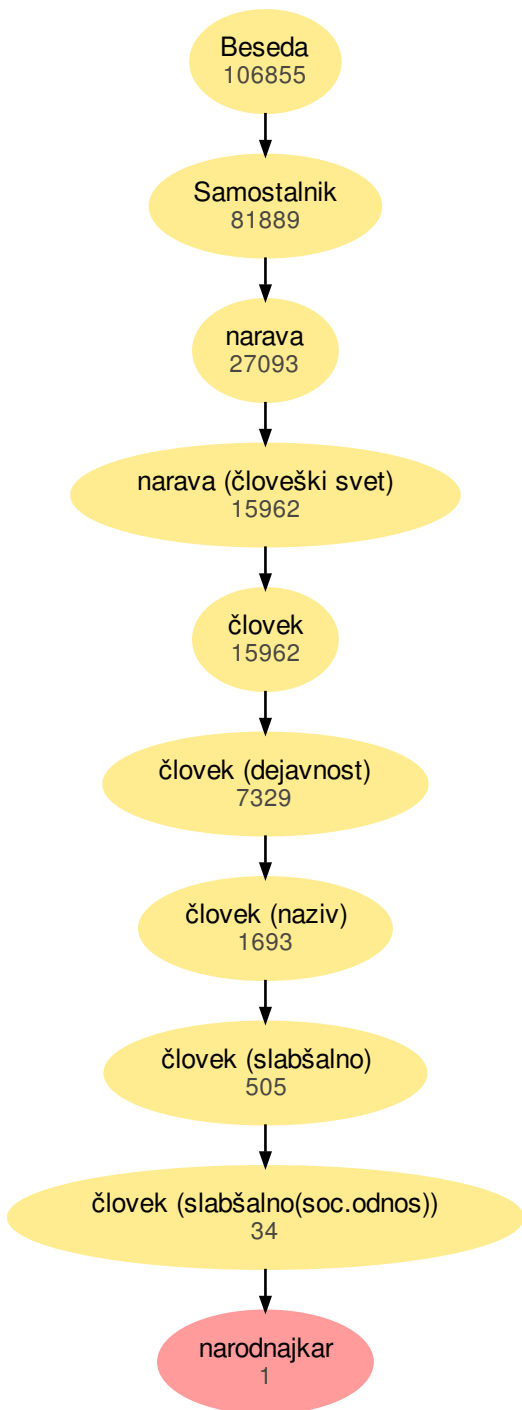 Beseda
106855
Samostalnik
81889
narava
27093
narava (človeški svet)
15962
človek
15962
človek (dejavnost)
7329
človek (naziv)
1693
človek (slabšalno)
505
človek (slabšalno(soc.odnos))
34
narodnajkar
1